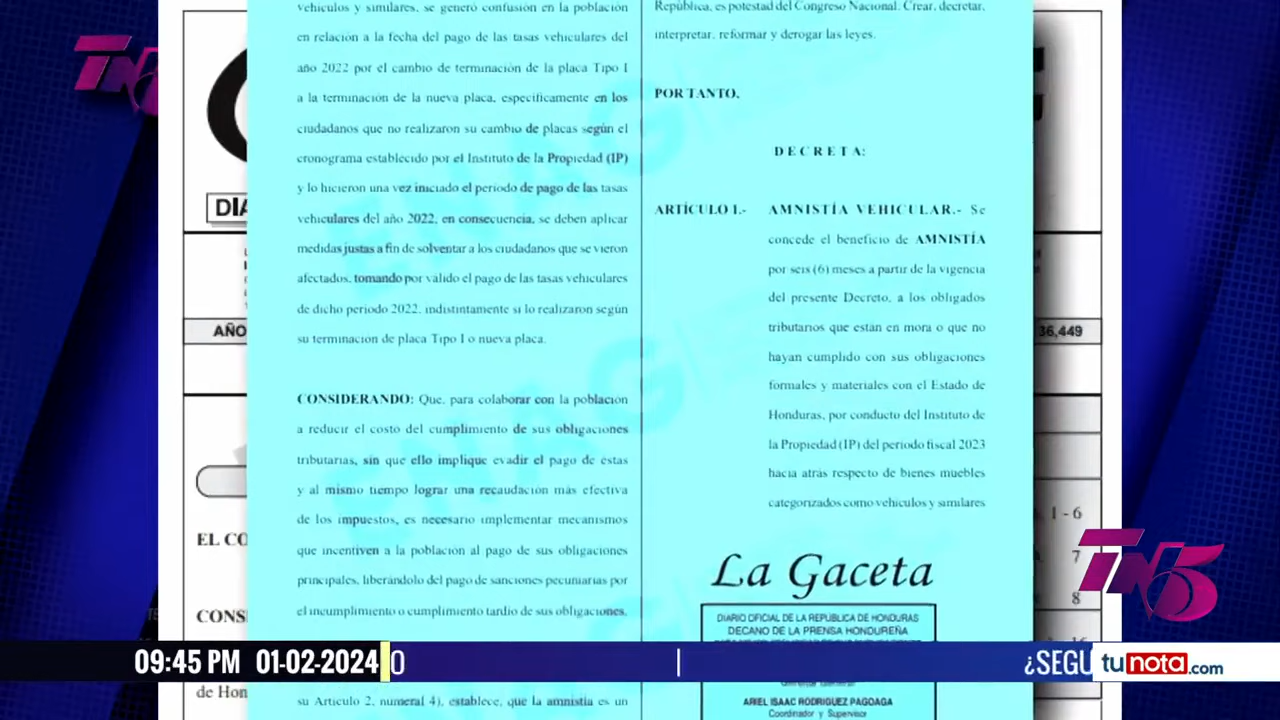 TN5
vehículos y similares, se generó confusión en la población
en relación a la fecha del pago de las tasas vehiculares del
año 2022 por el cambio de terminación de la placa Tipo I
a la terminación de la nueva placa, específicamente en los
ciudadanos que no realizaron su cambio de placas según el
cronograma establecido por el Instituto de la Propiedad (IP)
y lo hicieron una vez iniciado el período de pago de las tasas
vehiculares del año 2022, en consecuencia, se deben aplicar
medidas justas a fin de solventar a los ciudadanos que se vieron
afectados, tomando por válido el pago de las tasas vehiculares
de dicho período 2022, indistintamente si lo realizaron según
su terminación de placa Tipo I o nueva placa.
CONSIDERANDO: Que, para colaborar con la población
a reducir el costo del cumplimiento de sus obligaciones
tributarias, sin que ello implique evadir el pago de estas
y al mismo tiempo lograr una recaudación más efectiva
de los impuestos, es necesario implementar mecanismos
que incentiven a la población al pago de sus obligaciones
principales, liberándolo del pago de sanciones pecuniarias por
el incumplimiento o cumplimiento tardío de sus obligaciones,
su Artículo 2, numeral 4), establece, que la amnistía es un
República, es potestad del Congreso Nacional. Crear, decretar,
interpretar, reformar y derogar las leyes.
POR TANTO,
DECRETA:
ARTÍCULO 1.- AMNISTÍA VEHICULAR.- Se
concede el beneficio de AMNISTÍA
por seis (6) meses a partir de la vigencia
del presente Decreto, a los obligados
tributarios que están en mora o que no
hayan cumplido con sus obligaciones
formales y materiales con el Estado de
Honduras, por conducto del Instituto de
la Propiedad (IP) del período fiscal 2023
hacia atrás respecto de bienes muebles
categorizados como vehículos y similares
La Gaceta
DIARIO OFICIAL DE LA REPÚBLICA DE HONDURAS
DECANO DE LA PRENSA HONDUREÑA
ARIEL ISAAC RODRIGUEZ PAGOAGA
Coordinador y Supervisor
DIA
AÑO
36,449
EL CO
CONS
de Hon
1 - 6
7
8
TN5
09:45 PM 01-02-2024
¿SEGU
tunota.com